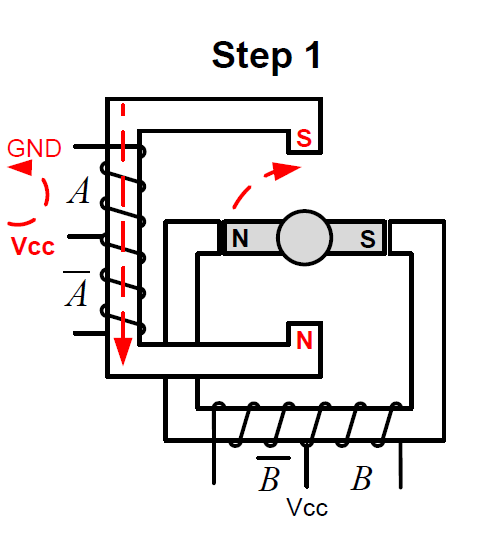 Step 1
S
GND
A
N S
Vcc
A̅
N
B̅ B
Vcc